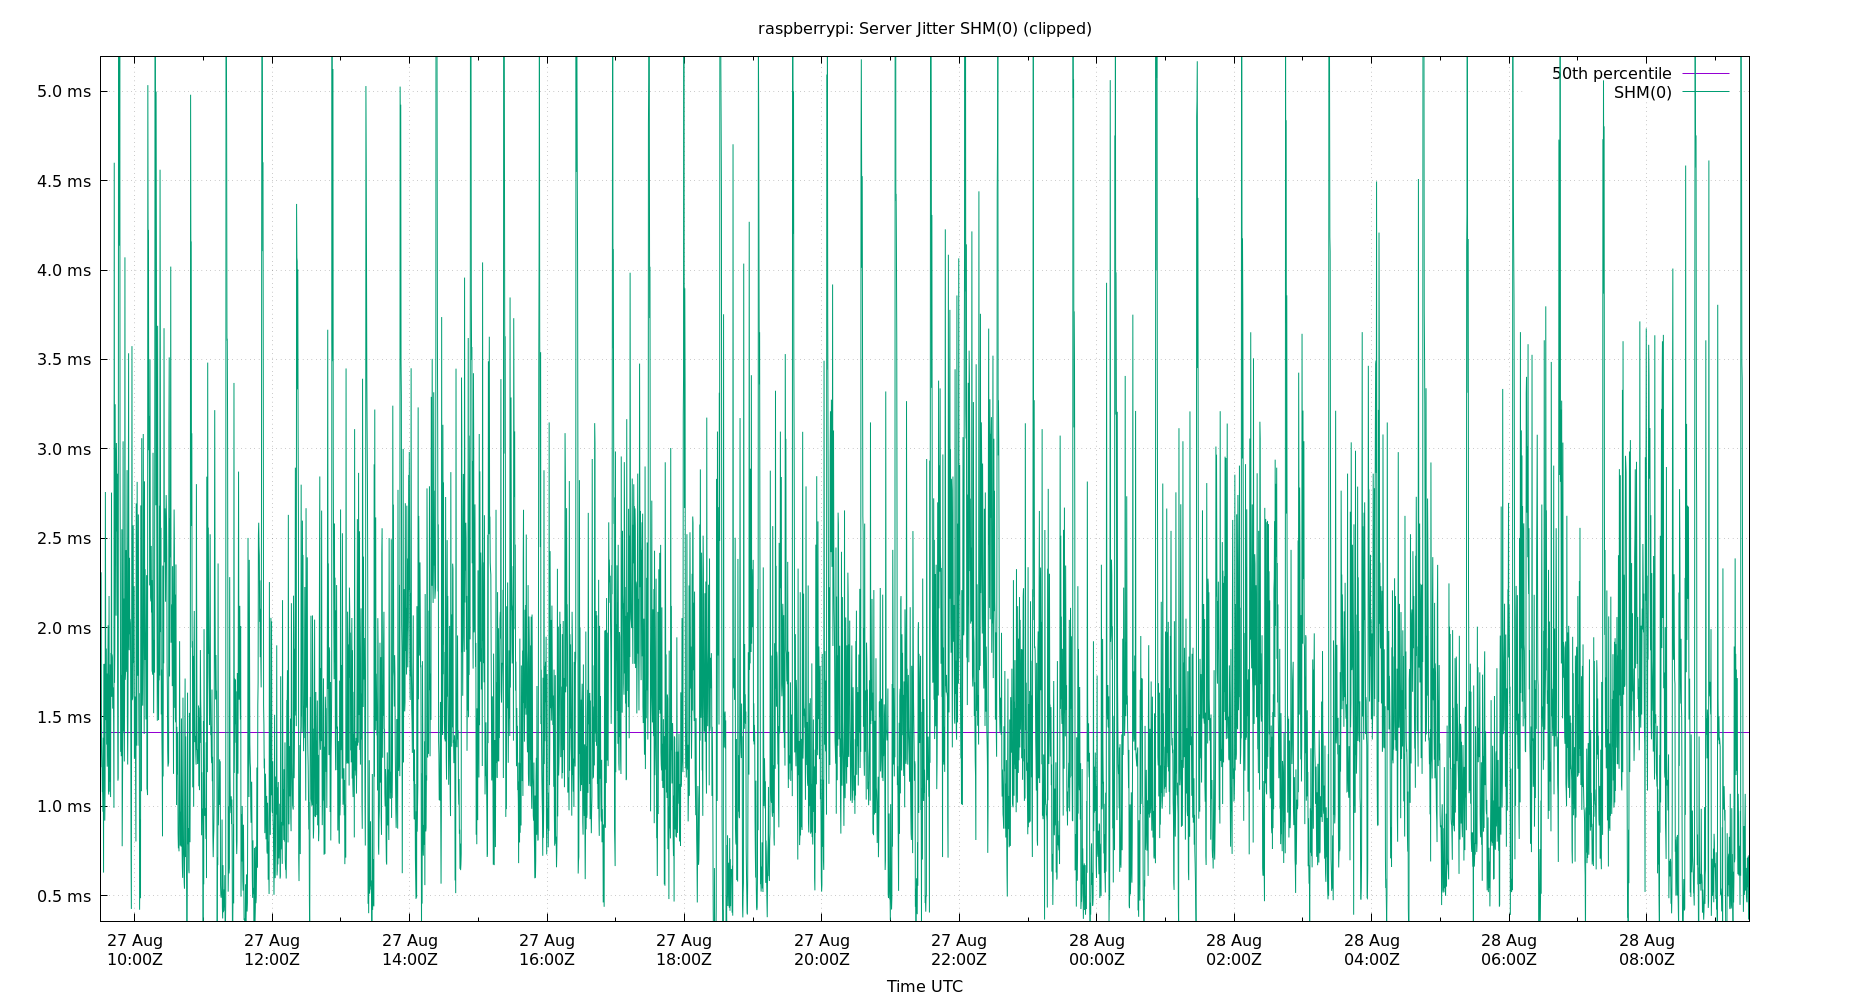 raspberrypi: Server Jitter SHM(0) (clipped)
50th percentile
SHM(0)
5.0 ms
4.5 ms
4.0 ms
3.5 ms
3.0 ms
2.5 ms
2.0 ms
1.5 ms
1.0 ms
0.5 ms
27 Aug 27 Aug 27 Aug 27 Aug 27 Aug 27 Aug 27 Aug 28 Aug 28 Aug 28 Aug 28 Aug 28 Aug
10:00Z 12:00Z 14:00Z 16:00Z 18:00Z 20:00Z 22:00Z 00:00Z 02:00Z 04:00Z 06:00Z 08:00Z
Time UTC